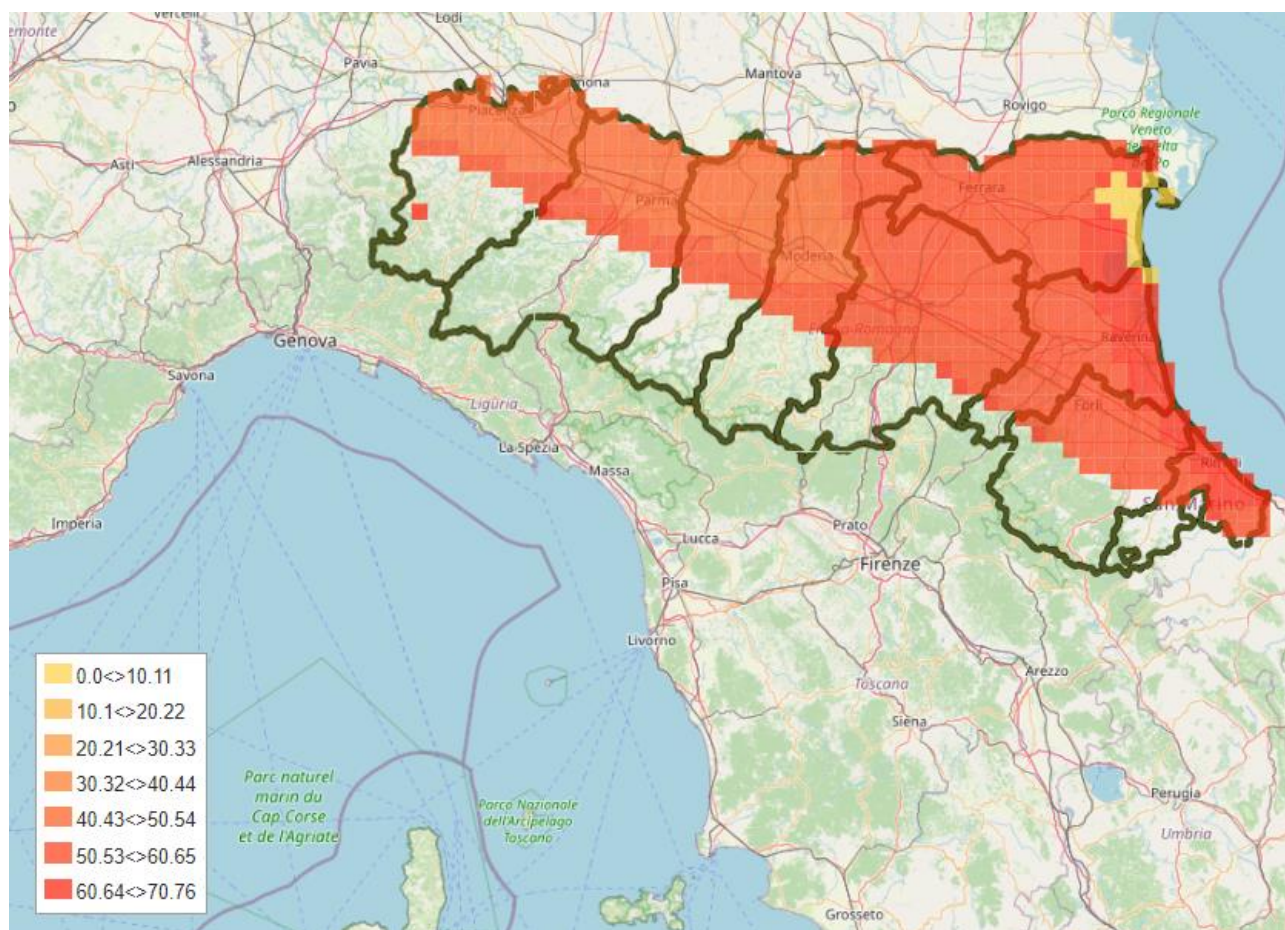 Vercelli
Lodi
Pavia
Mantova
Rovigo
Parco Regionale
Veneto
Piacenza
Asti
Alessandria
Ferrara
Parma
Modena
Genova
Ravenna
Savona
Liguria
Forlì
La Spezia
Massa
Rimini
San Marino
Imperia
Prato
Lucca
Firenze
Pisa
Livorno
Arezzo
Toscana
Siena
0.0<>10.11
10.1<>20.22
20.21<>30.33
30.32<>40.44
40.43<>50.54
50.53<>60.65
60.64<>70.76
Parc naturel
marin du
Cap Corse
et de l'Agriate
Parco Nazionale
dell'Arcipelago
Toscano
Perugia
Umbria
Grosseto